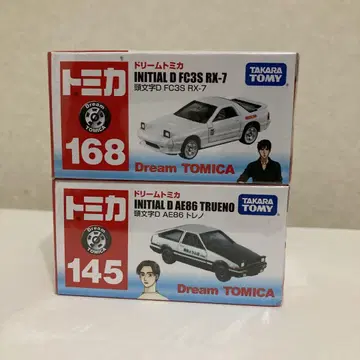 トミカ
Dream
TOMICA
168
ドリームトミカ
INITIAL D FC3S RX-7
頭文字D FC3S RX-7
TAKARA
TOMY
Dream TOMICA
トミカ
Dream
TOMICA
145
ドリームトミカ
INITIAL D AE86 TRUENO
頭文字D AE86 トレノ
TAKARA
TOMY
Dream TOMICA